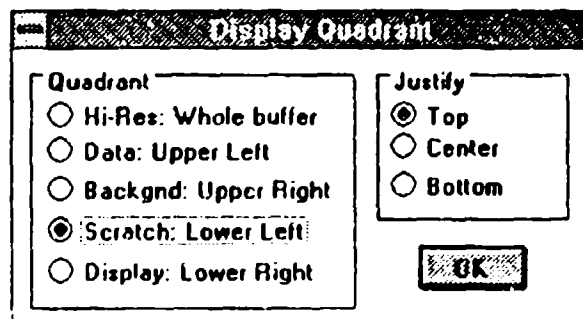 Display Quadrant
Quadrant
Hi-Res: Whole buffer
Data: Upper Left
Backgnd: Upper Right
Scratch: Lower Left
Display: Lower Right
Justify
Top
Center
Bottom
OK